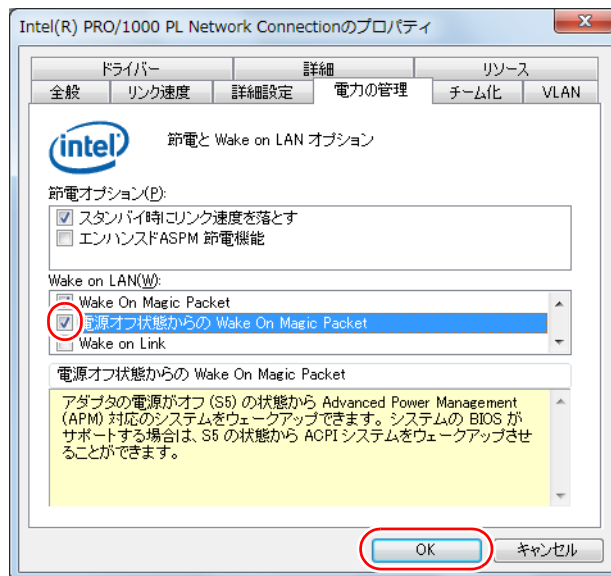 Intel(R) PRO/1000 PL Network Connectionのプロパティ
ドライバー 詳細 リソース
全般 リンク速度 詳細設定 電力の管理 チーム化 VLAN
intel
節電と Wake on LAN オプション
節電オプション(P):
スタンバイ時にリンク速度を落とす
エンハンスドASPM 節電機能
Wake on LAN(W):
Wake On Magic Packet
電源オフ状態からの Wake On Magic Packet
Wake on Link
電源オフ状態からの Wake On Magic Packet
アダプタの電源がオフ (S5) の状態から Advanced Power Management
(APM) 対応のシステムをウェークアップできます。システムの BIOS が
サポートする場合は、S5 の状態から ACPI システムをウェークアップさせ
ることができます。
OK キャンセル